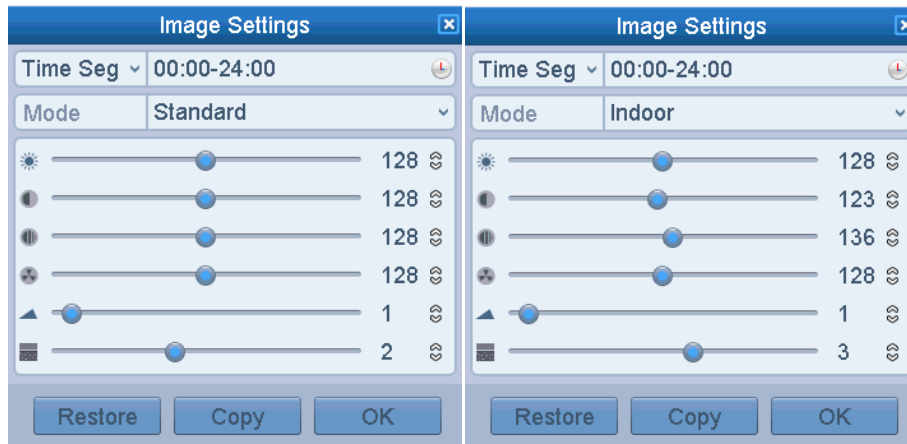 Image Settings
Time Seg 00:00-24:00
Mode Standard
128
128
128
128
1
2
Restore Copy OK
Image Settings
Time Seg 00:00-24:00
Mode Indoor
128
123
136
128
1
3
Restore Copy OK